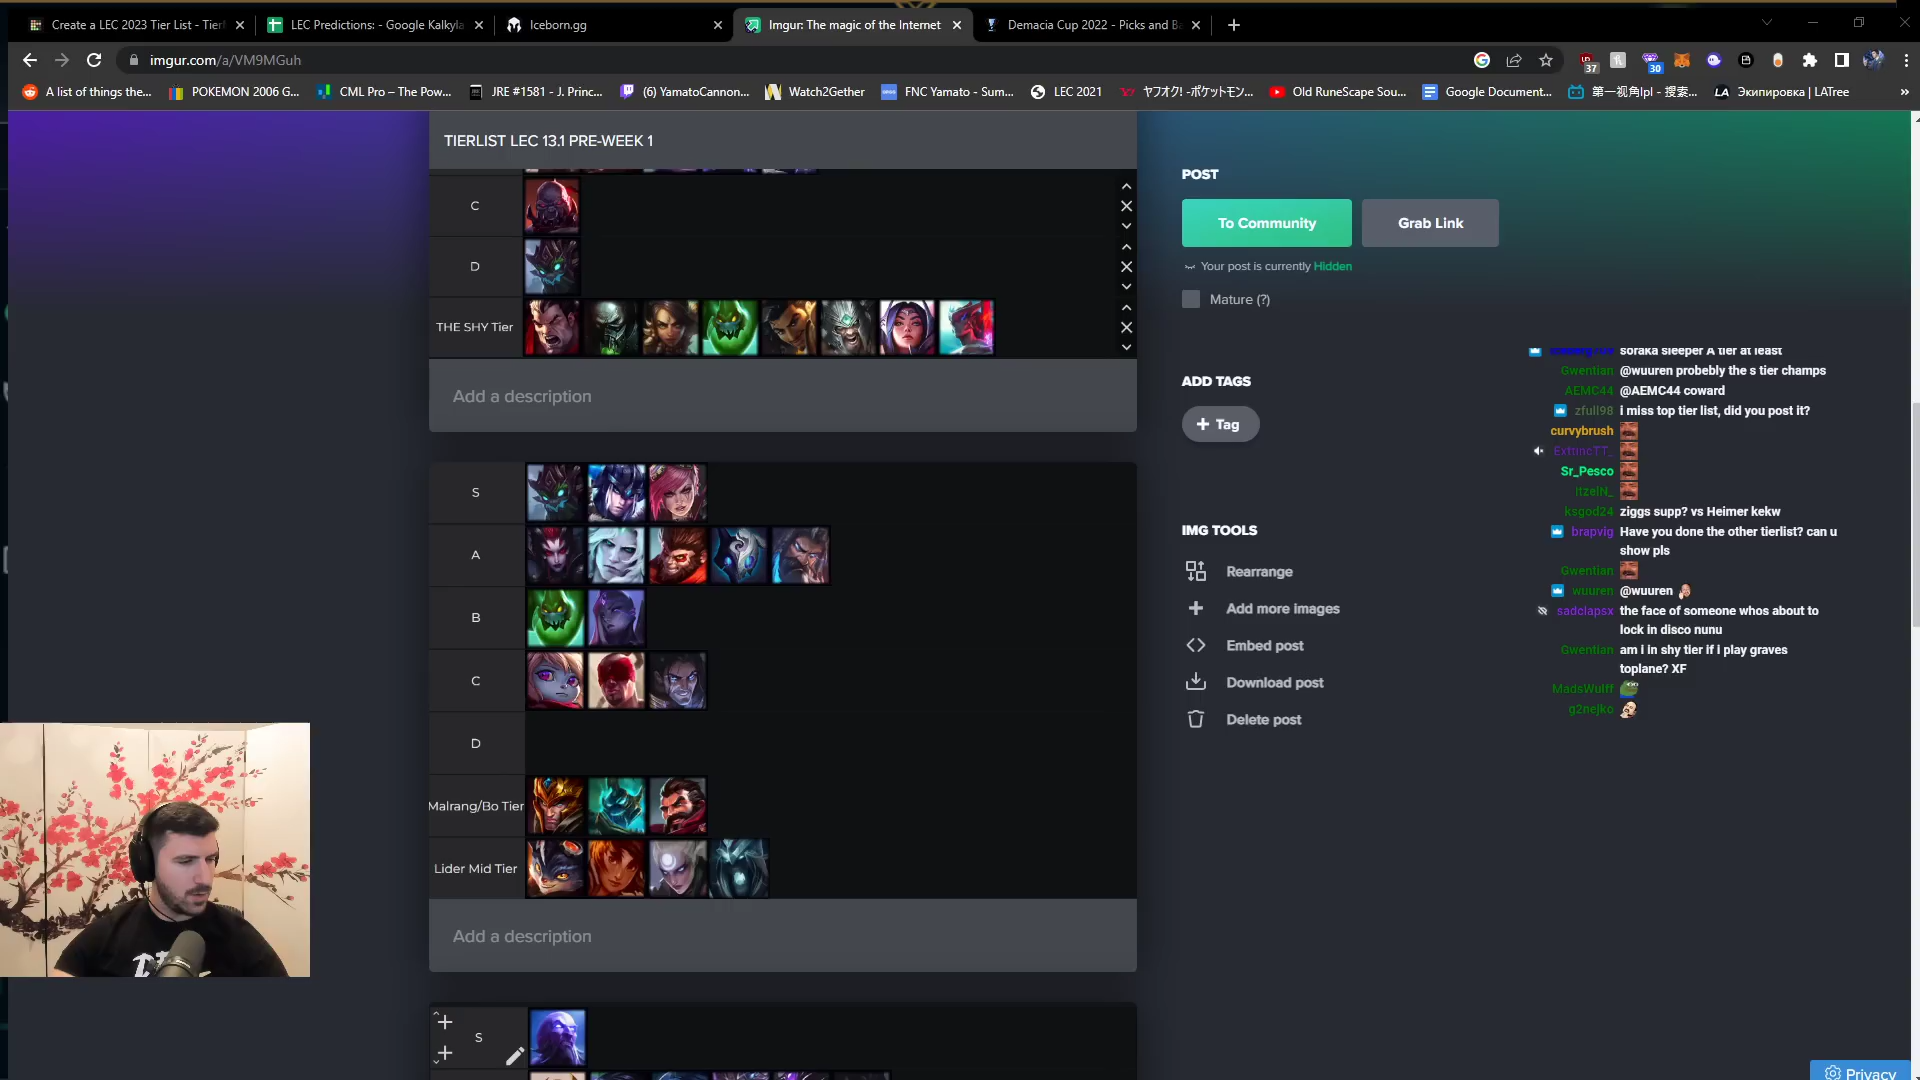 Create a LEC 2023 Tier List - Tier
LEC Predictions: - Google Kalkyla
Iceborn.gg
Imgur: The magic of the Internet
Demacia Cup 2022 - Picks and Ba
imgur.com/a/VM9MGuh
37
30
A list of things the...
POKEMON 2006 G...
CML Pro – The Pow...
JRE #1581 - J. Princ...
(6) YamatoCannon...
Watch2Gether
FNC Yamato - Sum...
LEC 2021
ヤフオク! -ポケットモン...
Old RuneScape Sou...
Google Document...
第一视角lpl - 搜索...
LA Экипировка | LATree
TIERLIST LEC 13.1 PRE-WEEK 1
C
D
THE SHY Tier
Add a description
S
A
B
C
D
Malrang/Bo Tier
Lider Mid Tier
Add a description
S
POST
To Community
Grab Link
Your post is currently Hidden
Mature (?)
ADD TAGS
+ Tag
IMG TOOLS
Rearrange
Add more images
Embed post
Download post
Delete post
soraka sleeper A tier at least
Gwentian @wuuren probebly the s tier champs
AEMC44 @AEMC44 coward
zfull98 i miss top tier list, did you post it?
curvybrush
ExtincTT_
Sr_Pesco
itzelN_
ksgod24 ziggs supp? vs Heimer kekw
brapvig Have you done the other tierlist? can u
show pls
Gwentian
wuuren @wuuren
sadclapsx the face of someone whos about to
lock in disco nunu
Gwentian am i in shy tier if i play graves
toplane? XF
MadsWulff
g2nejko
Privacy